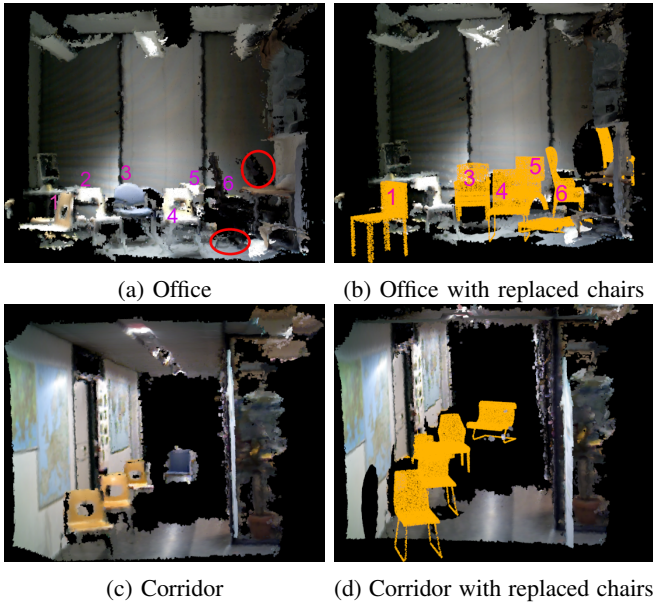 1 2 3 4 5 6
1 3 4 5 6
(a) Office
(b) Office with replaced chairs
(c) Corridor
(d) Corridor with replaced chairs